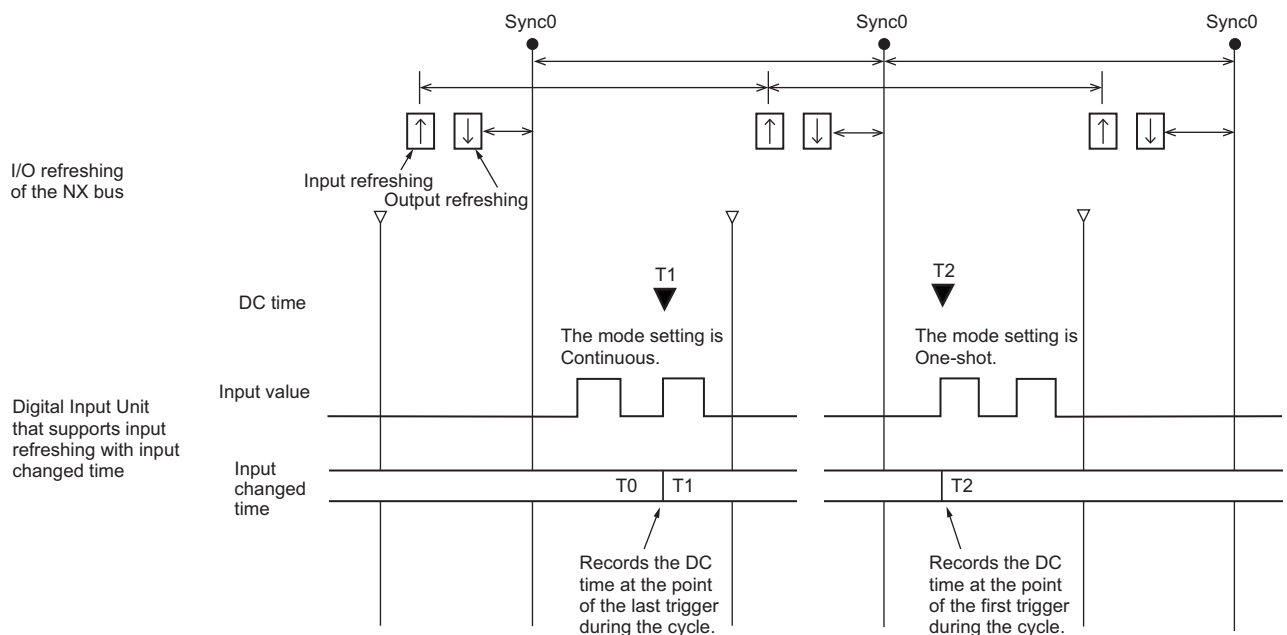 Sync0
Sync0
Sync0
I/O refreshing
of the NX bus
Input refreshing
Output refreshing
T1
T2
DC time
The mode setting is
Continuous.
The mode setting is
One-shot.
Input value
Digital Input Unit
that supports input
refreshing with input
changed time
Input
changed
time
T0
T1
T2
Records the DC
time at the point
of the last trigger
during the cycle.
Records the DC
time at the point
of the first trigger
during the cycle.